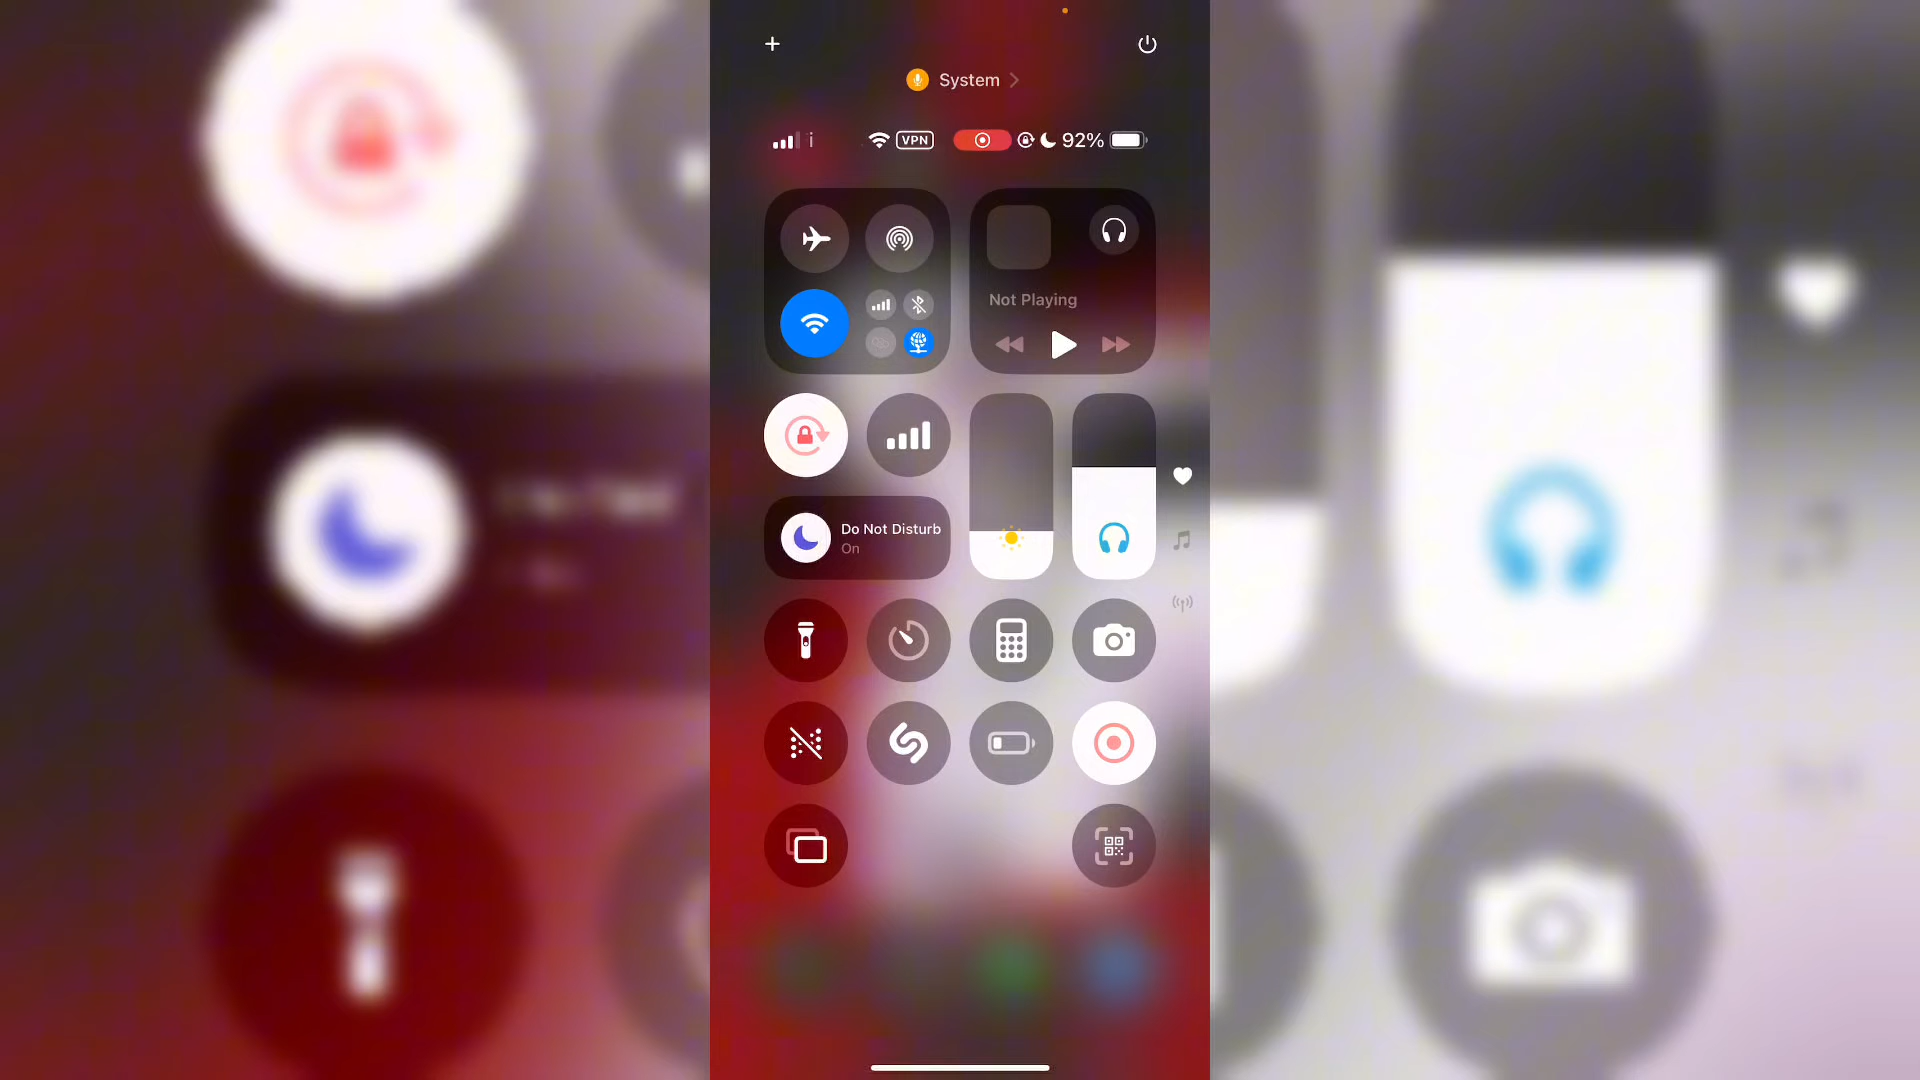 System
VPN
92%
Not Playing
Do Not Disturb
On